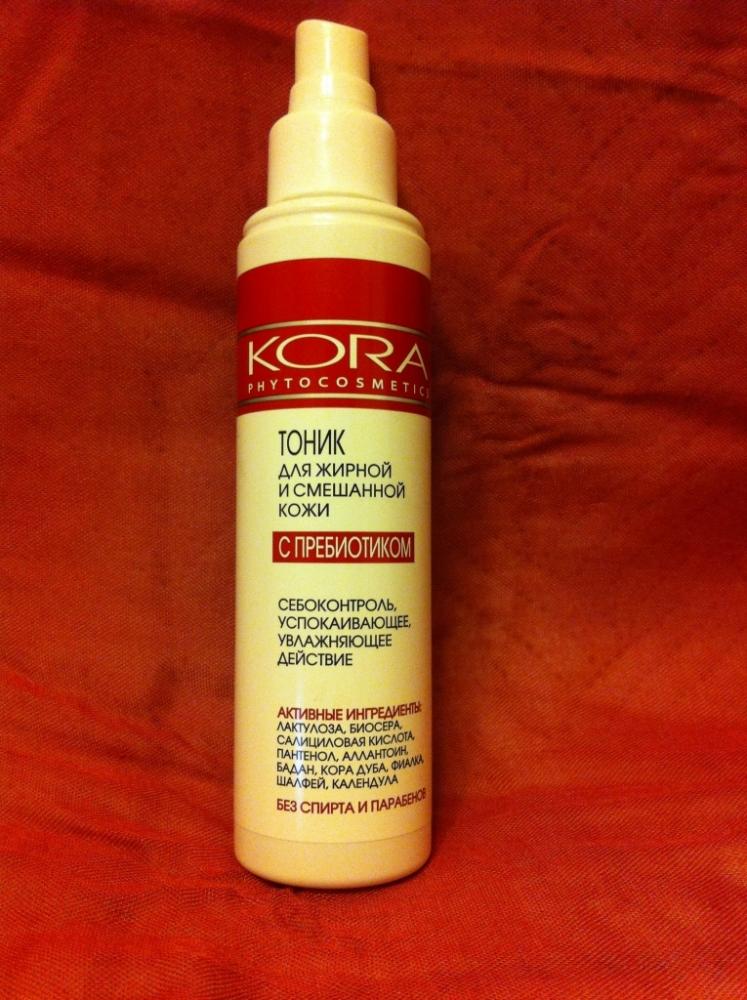 KORA
PHYTOCOSMETICS
ТОНИК
ДЛЯ ЖИРНОЙ
И СМЕШАННОЙ
КОЖИ
С ПРЕБИОТИКОМ
СЕБОКОНТРОЛЬ,
УСПОКАИВАЮЩЕЕ,
УВЛАЖНЯЮЩЕЕ
ДЕЙСТВИЕ
АКТИВНЫЕ ИНГРЕДИЕНТЫ:
ЛАКТУЛОЗА, БИОСЕРА,
САЛИЦИЛОВАЯ КИСЛОТА,
ПАНТЕНОЛ, АЛЛАНТОИН,
БАДАН, КОРА ДУБА, ФИАЛКА,
ШАЛФЕЙ, КАЛЕНДУЛА
БЕЗ СПИРТА И ПАРАБЕНОВ